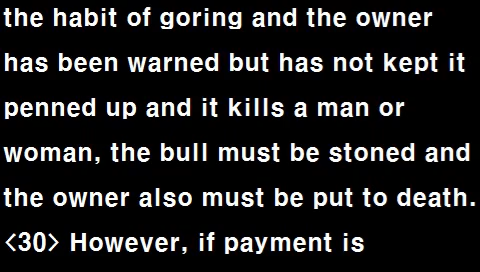 the habit of goring and the owner
has been warned but has not kept it
penned up and it kills a man or
woman, the bull must be stoned and
the owner also must be put to death.
<30> However, if payment is